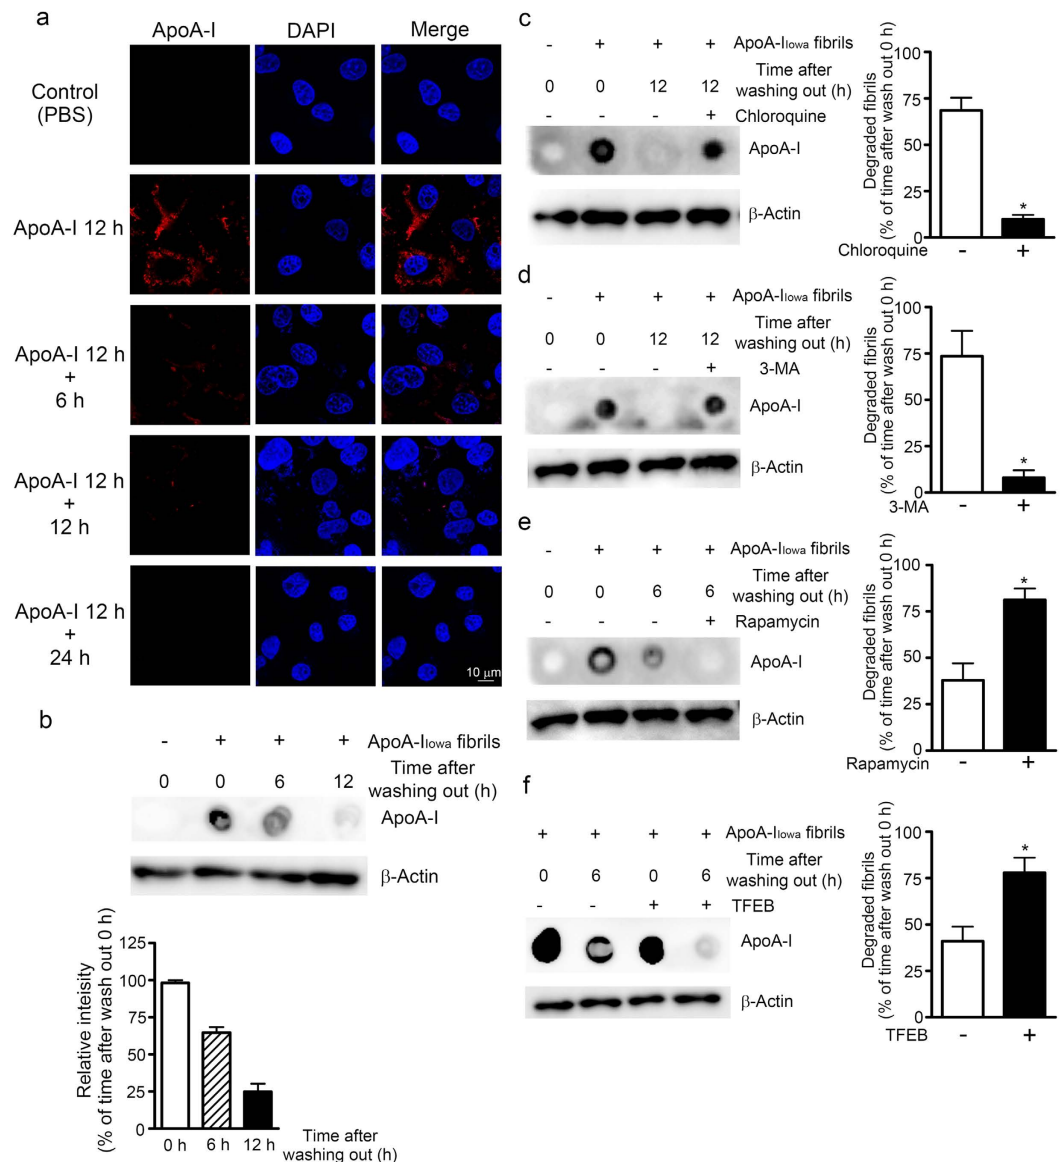 a
ApoA-I DAPI Merge
Control
(PBS)
ApoA-I 12 h
ApoA-I 12 h
+
6 h
ApoA-I 12 h
+
12 h
ApoA-I 12 h
+
24 h
10 μm
b
- + + + ApoA-IIowa fibrils
0 0 6 12 Time after
washing out (h)
ApoA-I
β-Actin
Relative inteisity
(% of time after wash out 0 h)
125
100
75
50
25
0
0 h 6 h 12 h Time after
washing out (h)
c
- + + + ApoA-IIowa fibrils
0 0 12 12 Time after
washing out (h)
- - - + Chloroquine
ApoA-I
β-Actin
Degraded fibrils
(% of time after wash out 0 h)
100
75
50
25
0
*
Chloroquine - +
d
- + + + ApoA-IIowa fibrils
0 0 12 12 Time after
washing out (h)
- - - + 3-MA
ApoA-I
β-Actin
Degraded fibrils
(% of time after wash out 0 h)
100
75
50
25
0
*
3-MA - +
e
- + + + ApoA-IIowa fibrils
0 0 6 6 Time after
washing out (h)
- - - + Rapamycin
ApoA-I
β-Actin
Degraded fibrils
(% of time after wash out 0 h)
100
75
50
25
0
*
Rapamycin - +
f
+ + + + ApoA-IIowa fibrils
0 6 0 6 Time after
washing out (h)
- - + + TFEB
ApoA-I
β-Actin
Degraded fibrils
(% of time after wash out 0 h)
100
75
50
25
0
*
TFEB - +